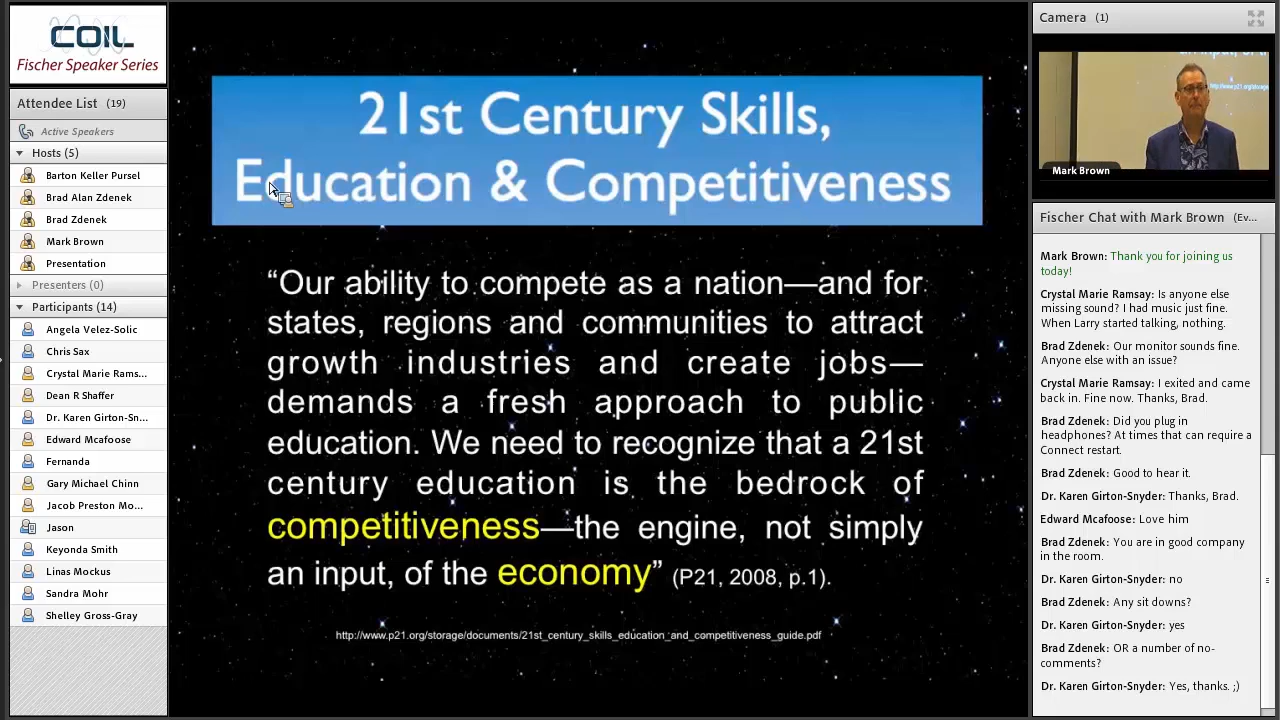 COIL
Fischer Speaker Series
Attendee List (19)
Active Speakers
Hosts (5)
Barton Keller Pursel
Brad Alan Zdenek
Brad Zdenek
Mark Brown
Presentation
Presenters (0)
Participants (14)
Angela Velez-Solic
Chris Sax
Crystal Marie Rams...
Dean R Shaffer
Dr. Karen Girton-Sn...
Edward Mcafoose
Fernanda
Gary Michael Chinn
Jacob Preston Mo...
Jason
Keyonda Smith
Linas Mockus
Sandra Mohr
Shelley Gross-Gray
21st Century Skills,
Education & Competitiveness
“Our ability to compete as a nation—and for
states, regions and communities to attract
growth industries and create jobs—
demands a fresh approach to public
education. We need to recognize that a 21st
century education is the bedrock of
competitiveness—the engine, not simply
an input, of the economy” (P21, 2008, p.1).
http://www.p21.org/storage/documents/21st_century_skills_education_and_competitiveness_guide.pdf
Camera (1)
Mark Brown
Fischer Chat with Mark Brown (Ev...
Mark Brown: Thank you for joining us
today!
Crystal Marie Ramsay: Is anyone else
missing sound? I had music just fine.
When Larry started talking, nothing.
Brad Zdenek: Our monitor sounds fine.
Anyone else with an issue?
Crystal Marie Ramsay: I exited and came
back in. Fine now. Thanks, Brad.
Brad Zdenek: Did you plug in
headphones? At times that can require a
Connect restart.
Brad Zdenek: Good to hear it.
Dr. Karen Girton-Snyder: Thanks, Brad.
Edward Mcafoose: Love him
Brad Zdenek: You are in good company
in the room.
Dr. Karen Girton-Snyder: no
Brad Zdenek: Any sit downs?
Dr. Karen Girton-Snyder: yes
Brad Zdenek: OR a number of no-
comments?
Dr. Karen Girton-Snyder: Yes, thanks. ;)